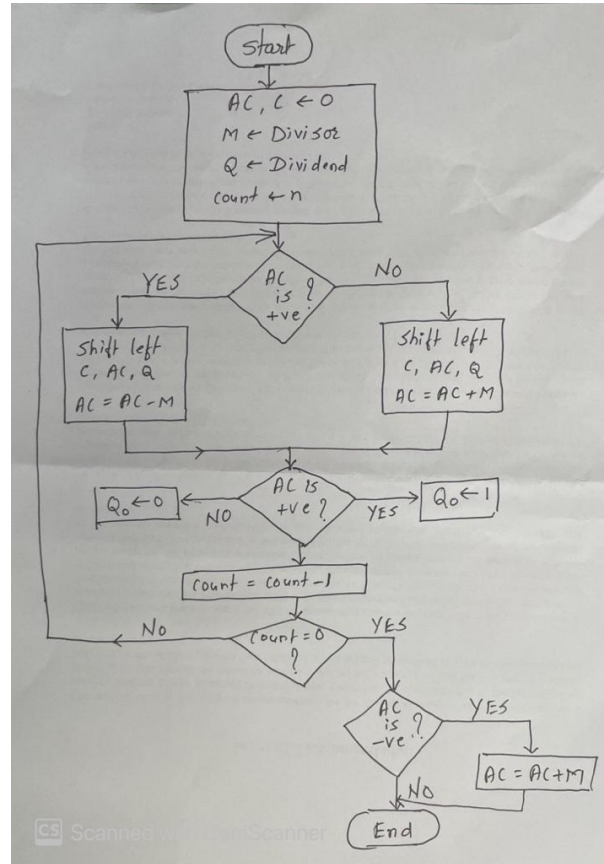 Start
AC, C ← 0
M ← Divisor
Q ← Dividend
count ← n
YES
AC
is ?
+ve
NO
Shift left
C, AC, Q
AC = AC - M
Shift left
C, AC, Q
AC = AC + M
Q₀ ← 0
NO
AC is
+ve ?
YES
Q₀ ← 1
count = count - 1
NO
count = 0
?
YES
AC
is ?
-ve
YES
AC = AC + M
NO
End
CS Scanned with CamScanner